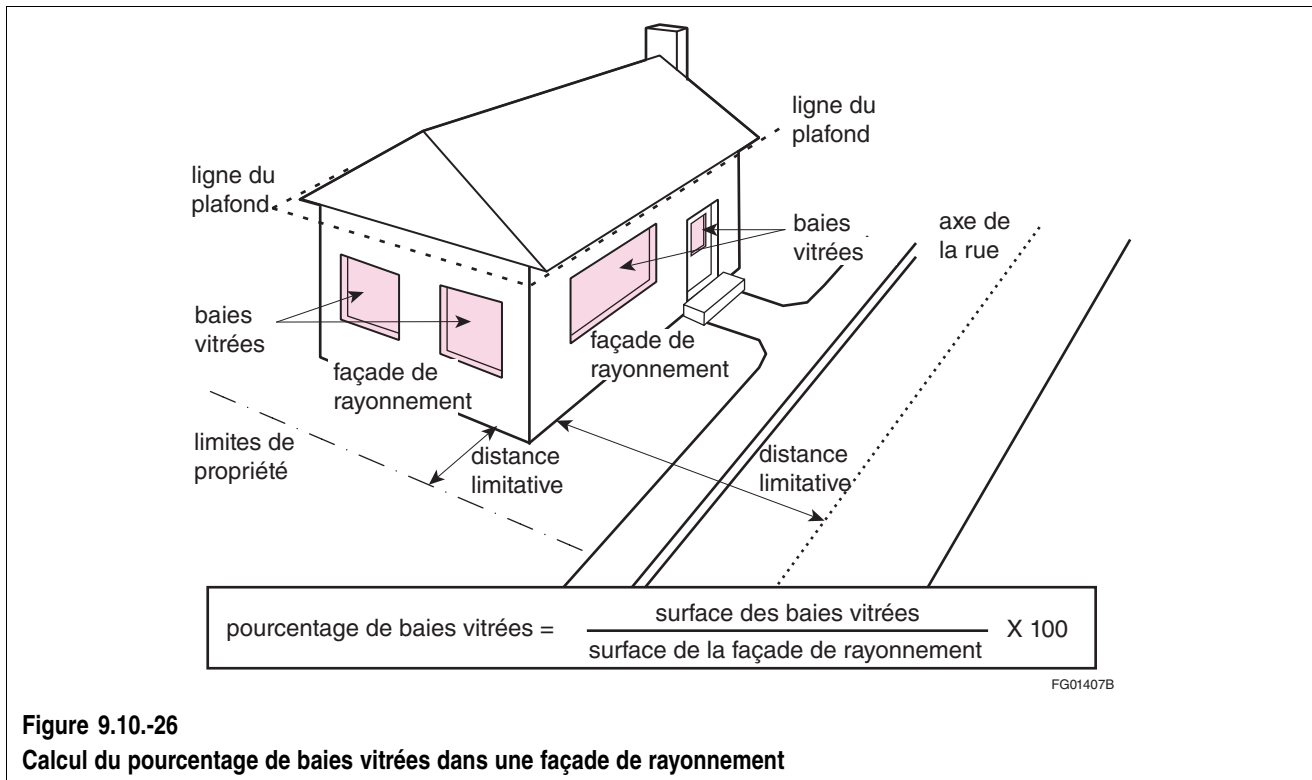 ligne du
plafond
ligne du
plafond
baies
vitrées
axe de
la rue
baies
vitrées
façade de
rayonnement
façade de
rayonnement
limites de
propriété
distance
limitative
distance
limitative
pourcentage de baies vitrées = surface des baies vitrées
surface de la façade de rayonnement X 100
FG01407B
Figure 9.10.-26
Calcul du pourcentage de baies vitrées dans une façade de rayonnement